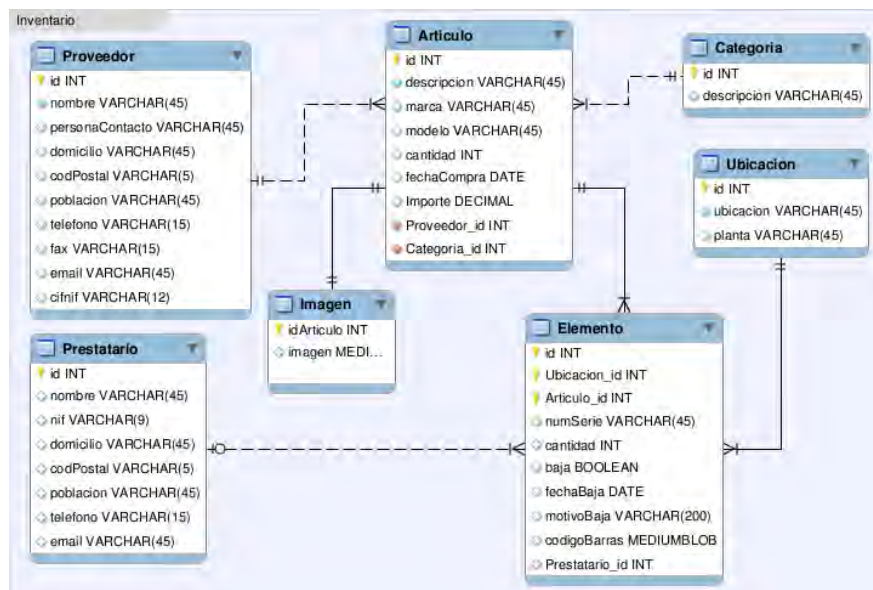 Inventario
Proveedor
id INT
nombre VARCHAR(45)
personaContacto VARCHAR(45)
domicilio VARCHAR(45)
codPostal VARCHAR(5)
poblacion VARCHAR(45)
telefono VARCHAR(15)
fax VARCHAR(15)
email VARCHAR(45)
cifnif VARCHAR(12)
Articulo
id INT
descripcion VARCHAR(45)
marca VARCHAR(45)
modelo VARCHAR(45)
cantidad INT
fechaCompra DATE
Importe DECIMAL
Proveedor_id INT
Categoria_id INT
Categoria
id INT
descripcion VARCHAR(45)
Ubicacion
id INT
ubicacion VARCHAR(45)
planta VARCHAR(45)
Imagen
idArticulo INT
imagen MEDI...
Prestatario
id INT
nombre VARCHAR(45)
nif VARCHAR(9)
domicilio VARCHAR(45)
codPostal VARCHAR(5)
poblacion VARCHAR(45)
telefono VARCHAR(15)
email VARCHAR(45)
Elemento
id INT
Ubicacion_id INT
Articulo_id INT
numSerie VARCHAR(45)
cantidad INT
baja BOOLEAN
fechaBaja DATE
motivoBaja VARCHAR(200)
codigoBarras MEDIUMBLOB
Prestatario_id INT